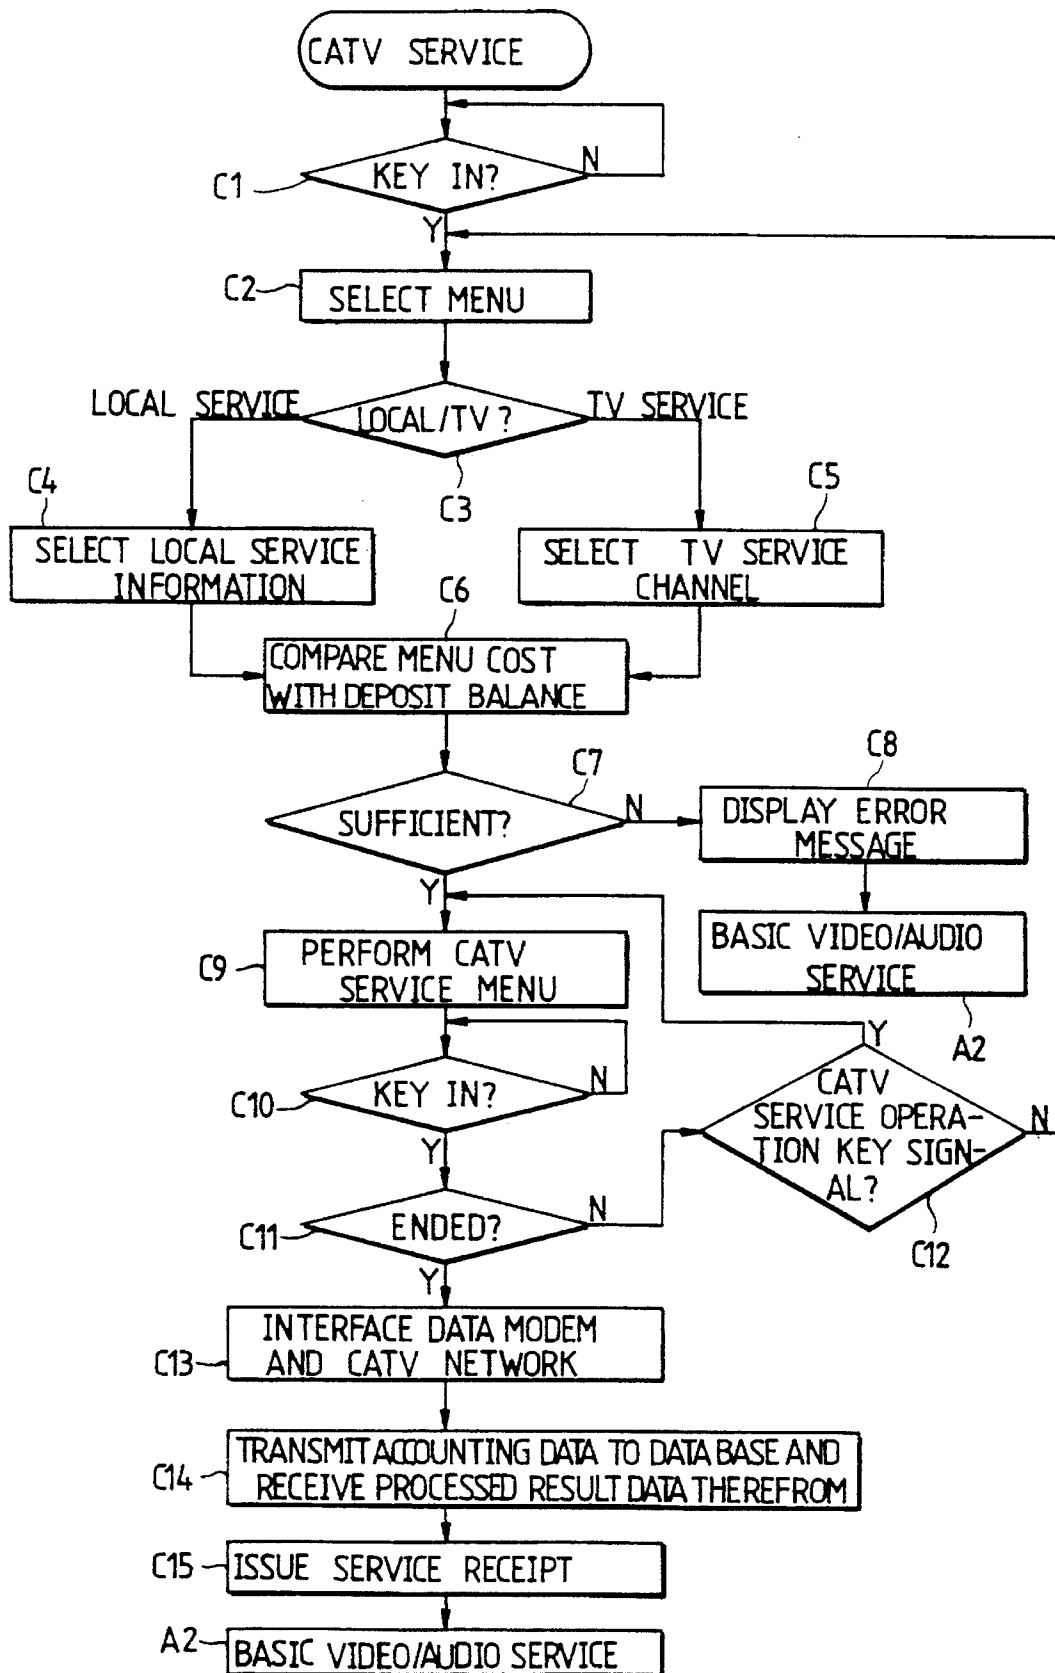 CATV SERVICE
KEY IN?
N
C1
Y
C2
SELECT MENU
LOCAL SERVICE
LOCAL/TV?
TV SERVICE
C3
C4
SELECT LOCAL SERVICE
INFORMATION
C5
SELECT TV SERVICE
CHANNEL
C6
COMPARE MENU COST
WITH DEPOSIT BALANCE
C7
SUFFICIENT?
N
C8
DISPLAY ERROR
MESSAGE
Y
BASIC VIDEO/AUDIO
SERVICE
A2
C9
PERFORM CATV
SERVICE MENU
C10
KEY IN?
N
Y
Y
CATV
SERVICE OPERA-
TION KEY SIGN-
AL?
N
C12
C11
ENDED?
N
Y
C13
INTERFACE DATA MODEM
AND CATV NETWORK
C14
TRANSMIT ACCOUNTING DATA TO DATA BASE AND
RECEIVE PROCESSED RESULT DATA THEREFROM
C15
ISSUE SERVICE RECEIPT
A2
BASIC VIDEO/AUDIO SERVICE